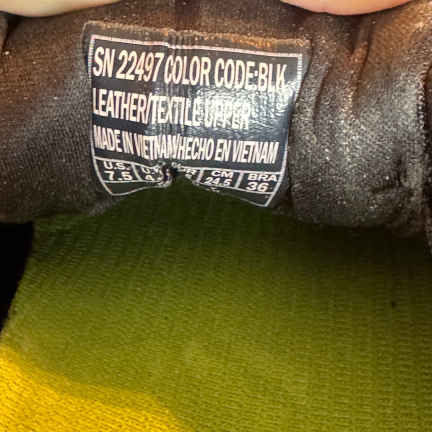 SN 22497 COLOR CODE:BLK
LEATHER/TEXTILE UPPER
MADE IN VIETNAM/HECHO EN VIETNAM
U.S. CM BRA
7.5 24.5 36